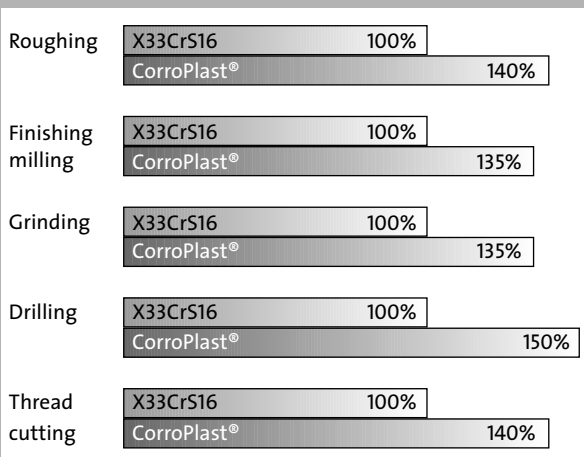 Roughing
X33CrS16 100%
CorroPlast® 140%
Finishing
milling
X33CrS16 100%
CorroPlast® 135%
Grinding
X33CrS16 100%
CorroPlast® 135%
Drilling
X33CrS16 100%
CorroPlast® 150%
Thread
cutting
X33CrS16 100%
CorroPlast® 140%